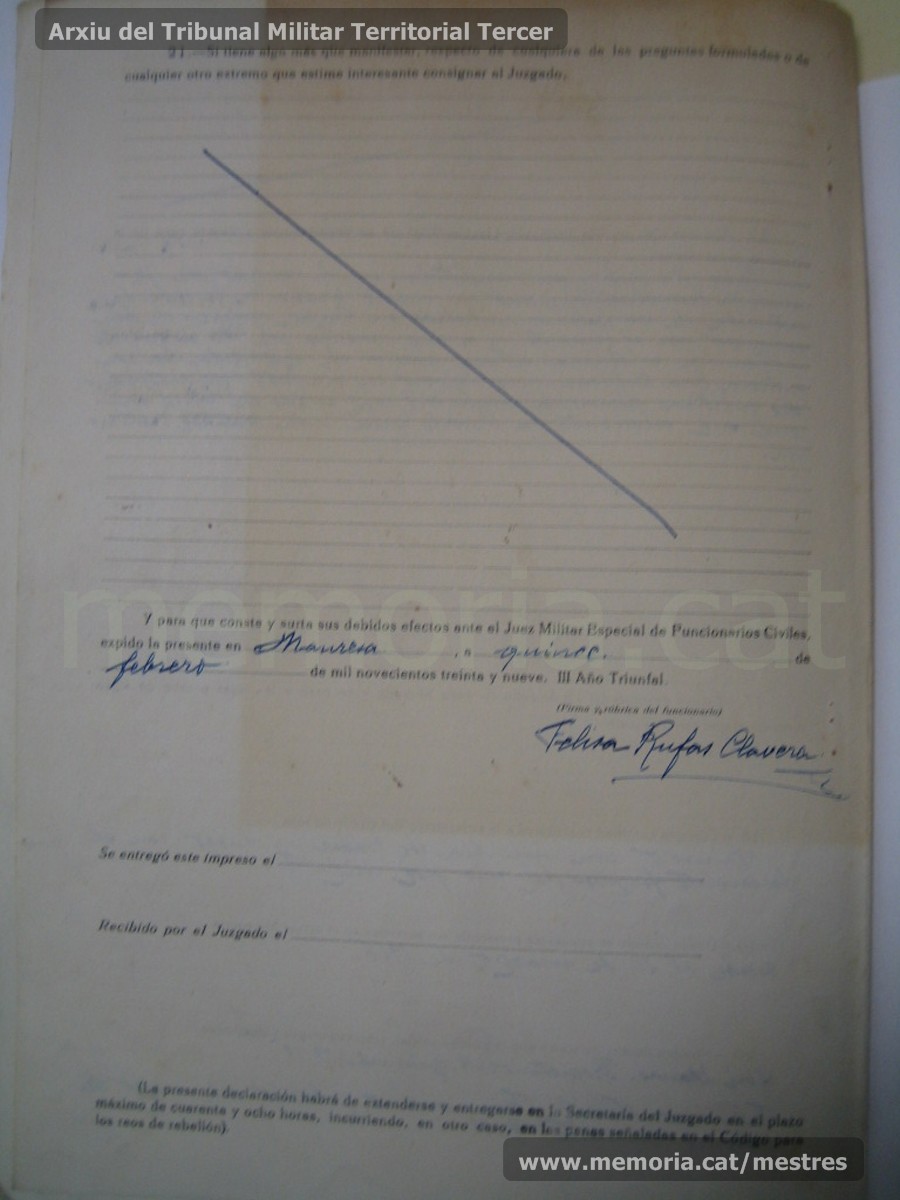 Arxiu del Tribunal Militar Territorial Tercer
9).—Si tiene algo más que manifestar, respecto de cualquiera de las preguntas formuladas o de
cualquier otro extremo que estime interesante consignar al Juzgado.
memoria.cat
Y para que conste y surta sus debidos efectos ante el Juez Militar Especial de Funcionarios Civiles,
expido la presente en Manresa, a quince. de
febrero de mil novecientos treinta y nueve. III Año Triunfal.
(Firma y rúbrica del funcionario)
Felisa Rufas Clavera
Se entregó este impreso el
Recibido por el Juzgado el
(La presente declaración habrá de extenderse y entregarse en la Secretaría del Juzgado en el plazo
máximo de cuarenta y ocho horas, incurriendo, en otro caso, en las penas señaladas en el Código para
los reos de rebelión).
www.memoria.cat/mestres